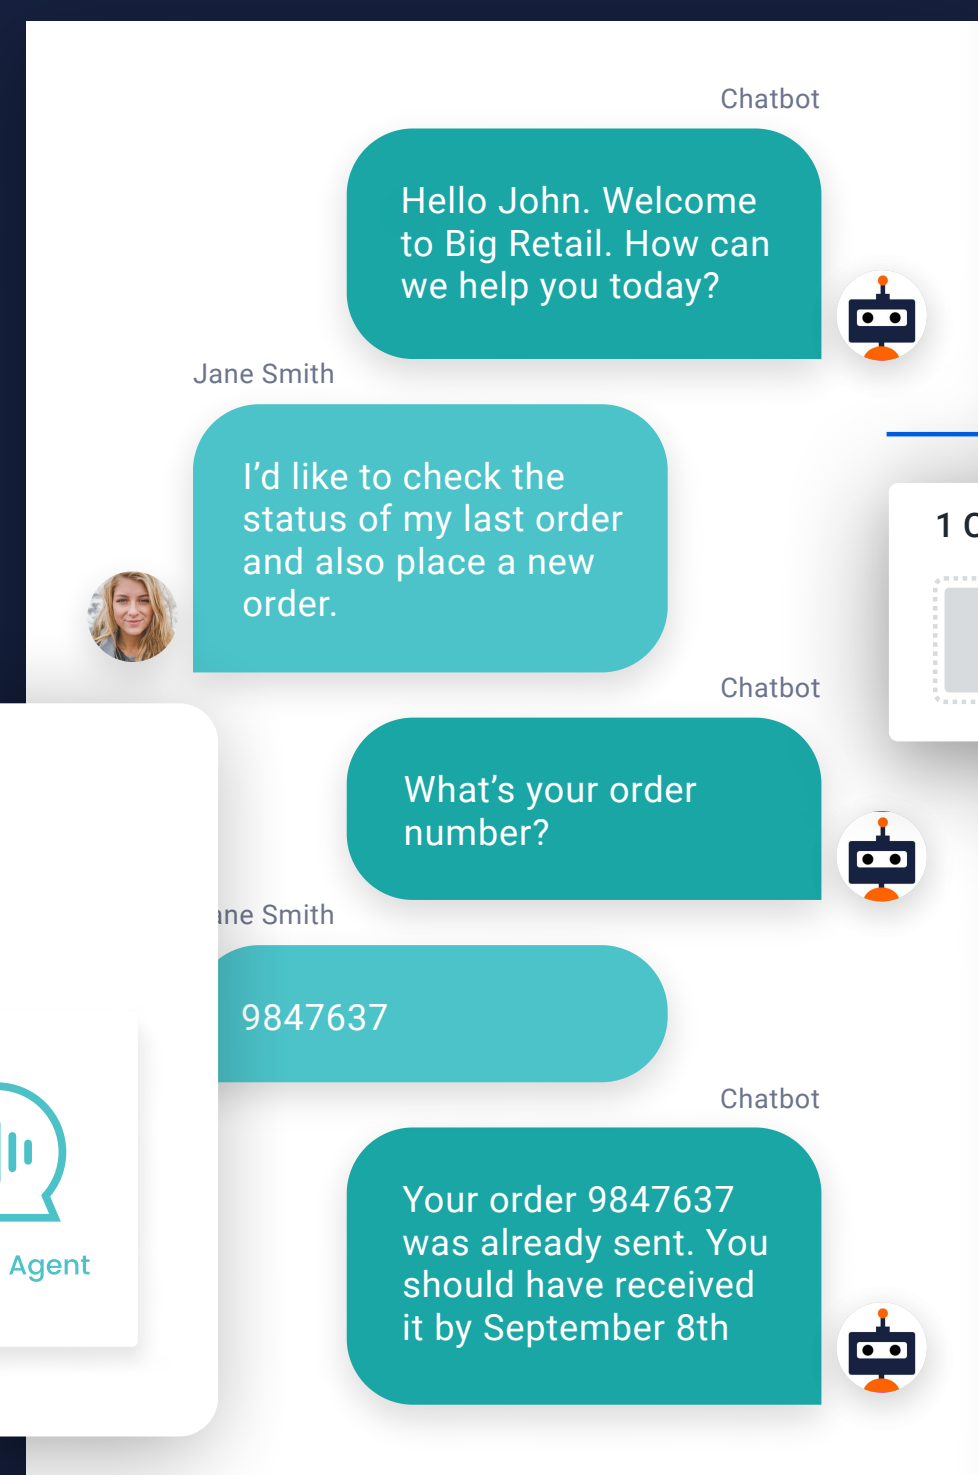 Chatbot
Hello John. Welcome
to Big Retail. How can
we help you today?
Jane Smith
I’d like to check the
status of my last order
and also place a new
order.
1
Chatbot
What’s your order
number?
ane Smith
9847637
Chatbot
Your order 9847637
was already sent. You
should have received
it by September 8th
Agent